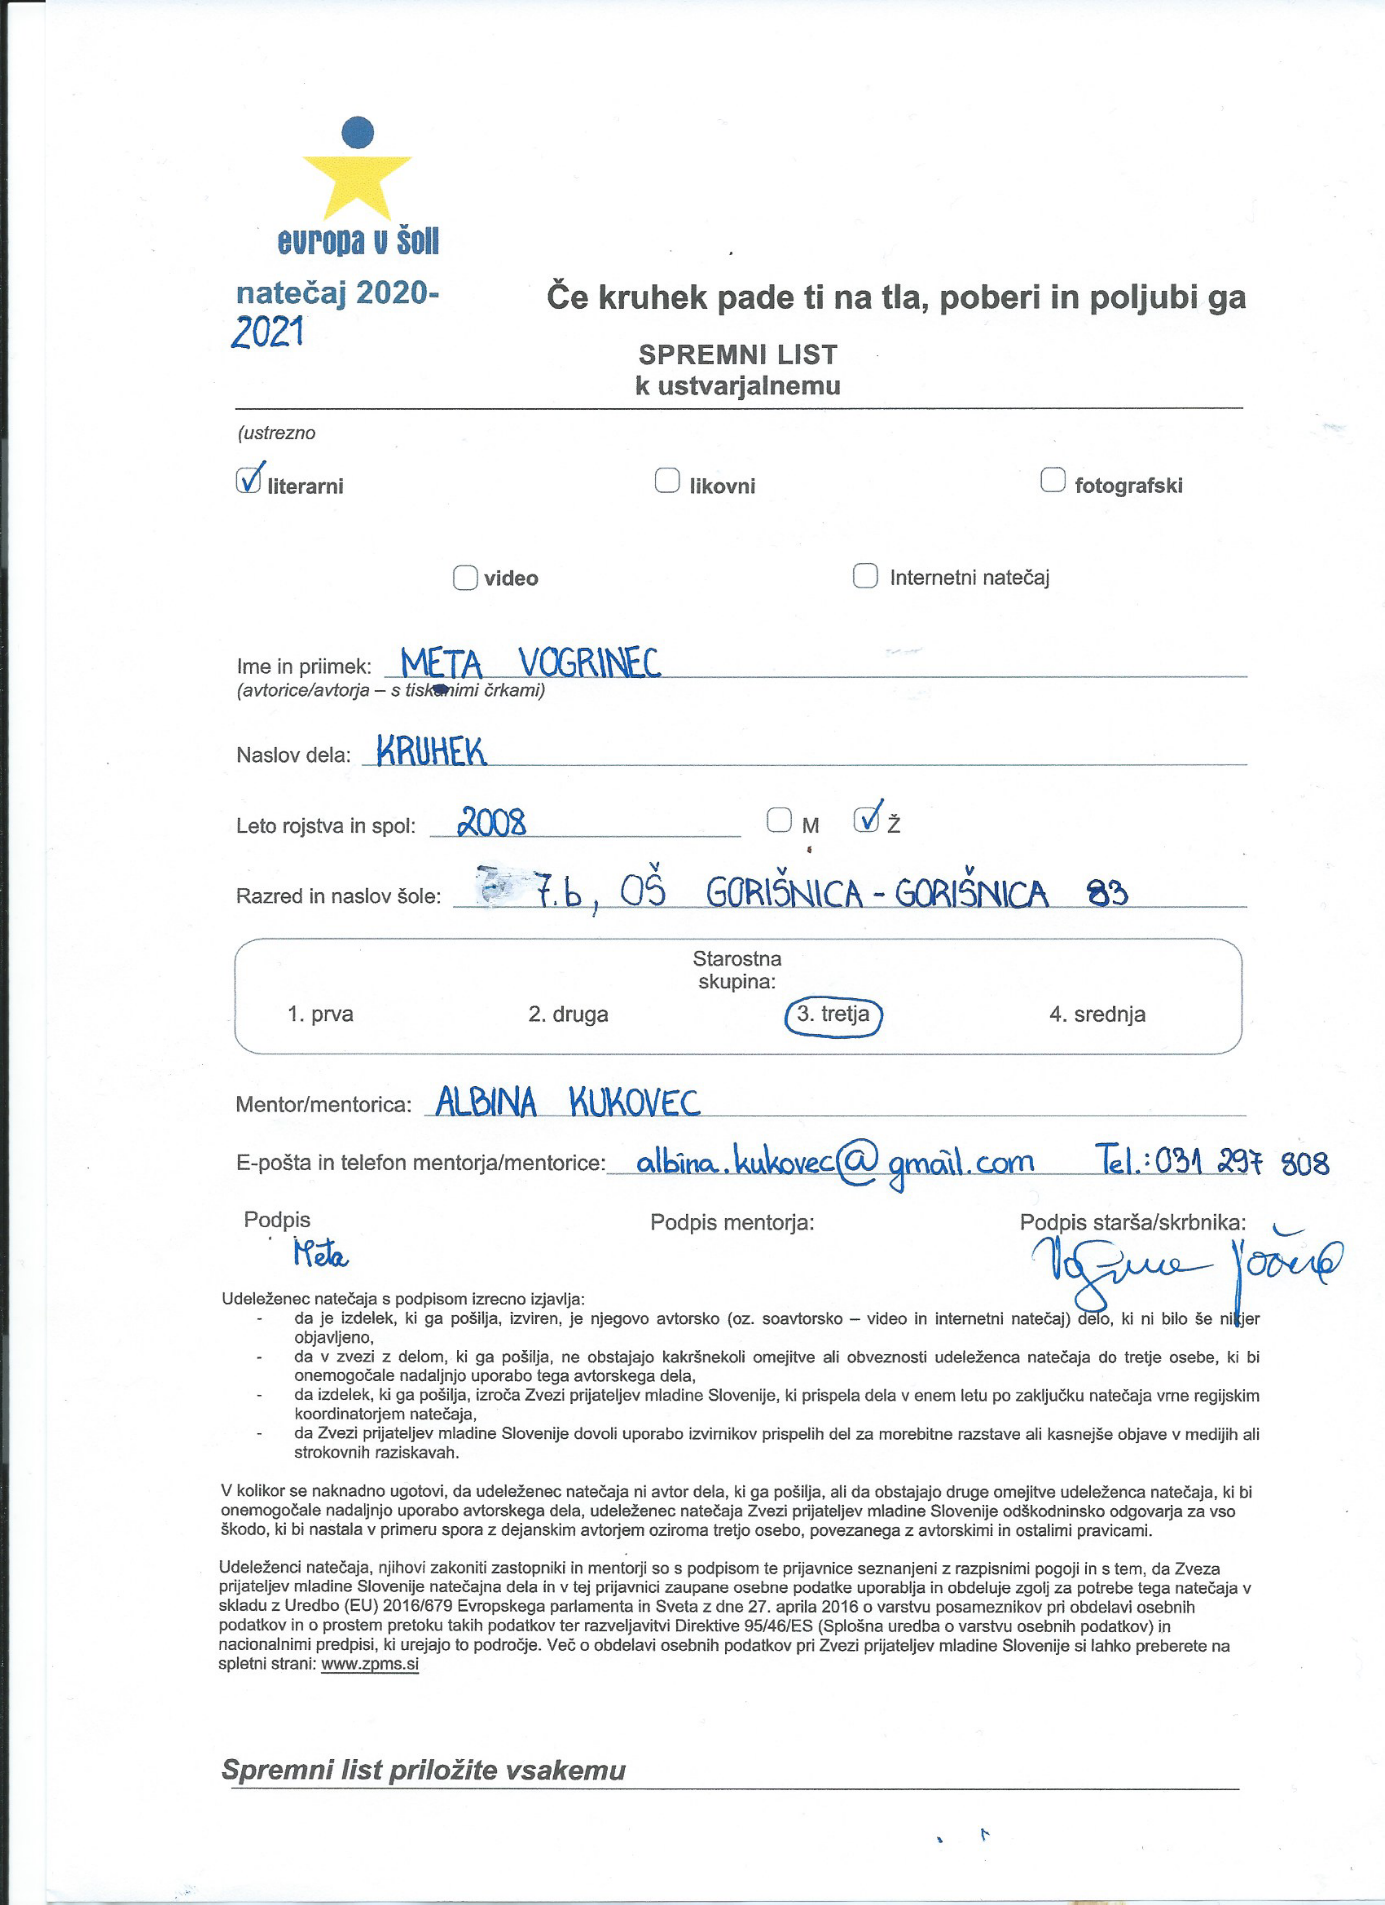 evropa v šoli
natečaj 2020-
2021
Če kruhek pade ti na tla, poberi in poljubi ga
SPREMNI LIST
k ustvarjalnemu
(ustrezno
literarni likovni fotografski
video Internetni natečaj
Ime in priimek: META VOGRINEC
(avtorice/avtorja – s tiskanimi črkami)
Naslov dela: KRUHEK
Leto rojstva in spol: 2008 M Ž
Razred in naslov šole: 7.b, OŠ GORIŠNICA - GORIŠNICA 83
Starostna
skupina:
1. prva 2. druga 3. tretja 4. srednja
Mentor/mentorica: ALBINA KUKOVEC
E-pošta in telefon mentorja/mentorice: albina.kukovec@gmail.com Tel.: 031 297 808
Podpis Podpis mentorja: Podpis starša/skrbnika:
Meta
Udeleženec natečaja s podpisom izrecno izjavlja:
- da je izdelek, ki ga pošilja, izviren, je njegovo avtorsko (oz. soavtorsko – video in internetni natečaj) delo, ki ni bilo še nikjer
objavljeno,
- da v zvezi z delom, ki ga pošilja, ne obstajajo kakršnekoli omejitve ali obveznosti udeleženca natečaja do tretje osebe, ki bi
onemogočale nadaljnjo uporabo tega avtorskega dela,
- da izdelek, ki ga pošilja, izroča Zvezi prijateljev mladine Slovenije, ki prispela dela v enem letu po zaključku natečaja vrne regijskim
koordinatorjem natečaja,
- da Zvezi prijateljev mladine Slovenije dovoli uporabo izvirnikov prispelih del za morebitne razstave ali kasnejše objave v medijih ali
strokovnih raziskavah.
V kolikor se naknadno ugotovi, da udeleženec natečaja ni avtor dela, ki ga pošilja, ali da obstajajo druge omejitve udeleženca natečaja, ki bi
onemogočale nadaljnjo uporabo avtorskega dela, udeleženec natečaja Zvezi prijateljev mladine Slovenije odškodninsko odgovarja za vso
škodo, ki bi nastala v primeru spora z dejanskim avtorjem oziroma tretjo osebo, povezanega z avtorskimi in ostalimi pravicami.
Udeleženci natečaja, njihovi zakoniti zastopniki in mentorji so s podpisom te prijavnice seznanjeni z razpisnimi pogoji in s tem, da Zveza
prijateljev mladine Slovenije natečajna dela in v tej prijavnici zaupane osebne podatke uporablja in obdeluje zgolj za potrebe tega natečaja v
skladu z Uredbo (EU) 2016/679 Evropskega parlamenta in Sveta z dne 27. aprila 2016 o varstvu posameznikov pri obdelavi osebnih
podatkov in o prostem pretoku takih podatkov ter razveljavitvi Direktive 95/46/ES (Splošna uredba o varstvu osebnih podatkov) in
nacionalnimi predpisi, ki urejajo to področje. Več o obdelavi osebnih podatkov pri Zvezi prijateljev mladine Slovenije si lahko preberete na
spletni strani: www.zpms.si
Spremni list priložite vsakemu